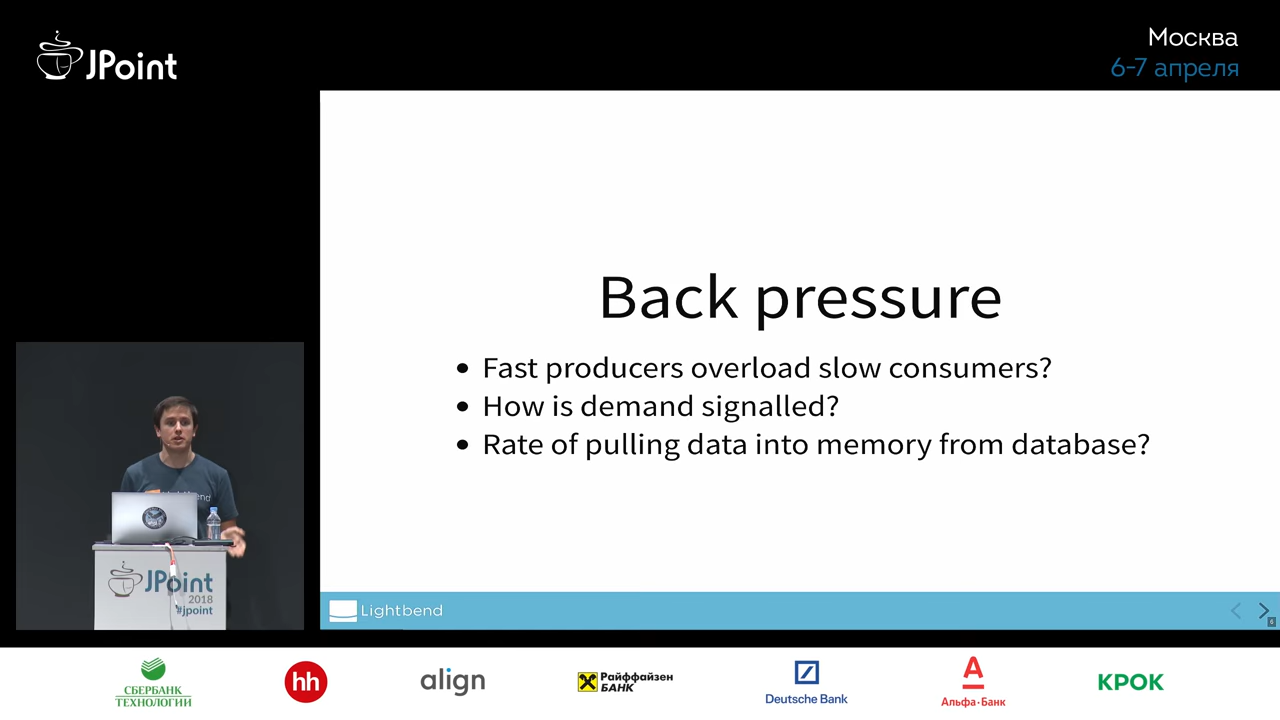 JPoint
Москва
6-7 апреля
Back pressure
• Fast producers overload slow consumers?
• How is demand signalled?
• Rate of pulling data into memory from database?
Lightbend
6
JPoint
2018
#jpoint
СБЕРБАНК
ТЕХНОЛОГИИ
hh
align
Райффайзен
БАНК
Deutsche Bank
Альфа·Банк
КРОК